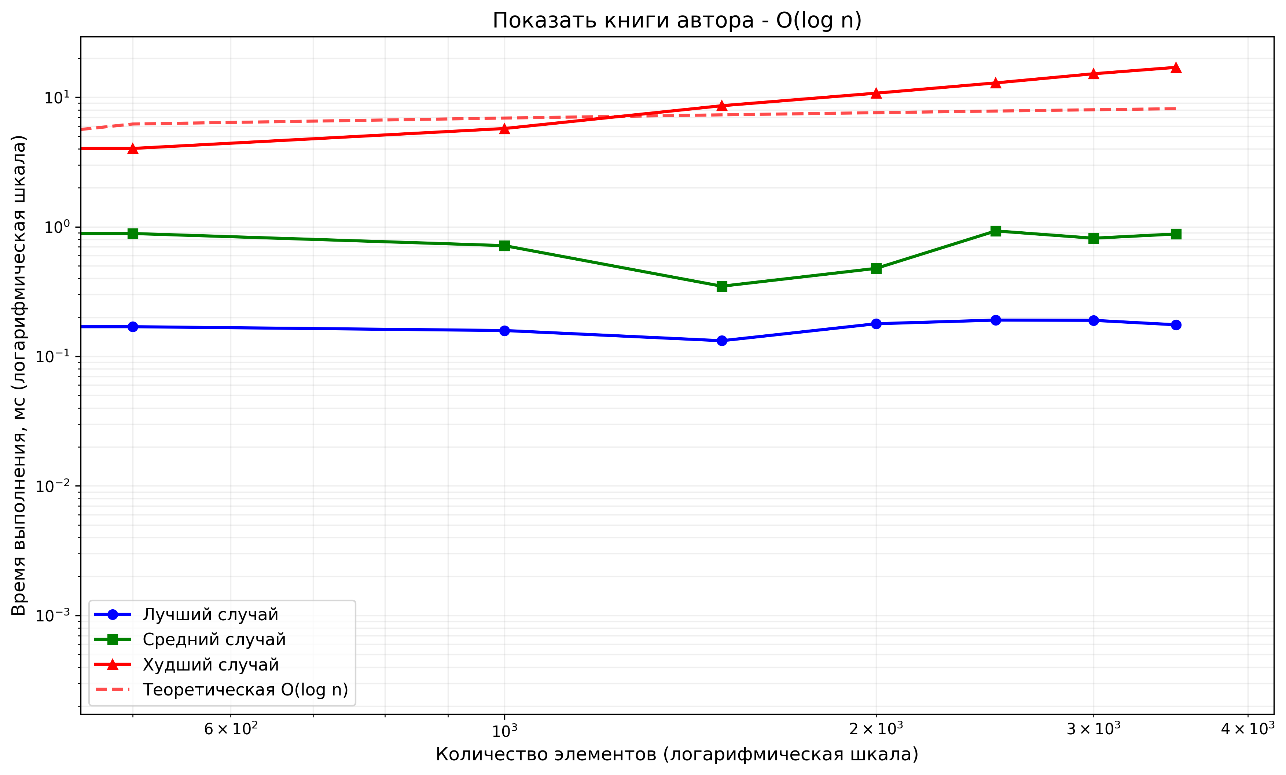 Показать книги автора - O(log n)
Время выполнения, мс (логарифмическая шкала)
10¹
10⁰
10⁻¹
10⁻²
10⁻³
Лучший случай
Средний случай
Худший случай
Теоретическая O(log n)
6 × 10² 10³ 2 × 10³ 3 × 10³ 4 × 10³
Количество элементов (логарифмическая шкала)